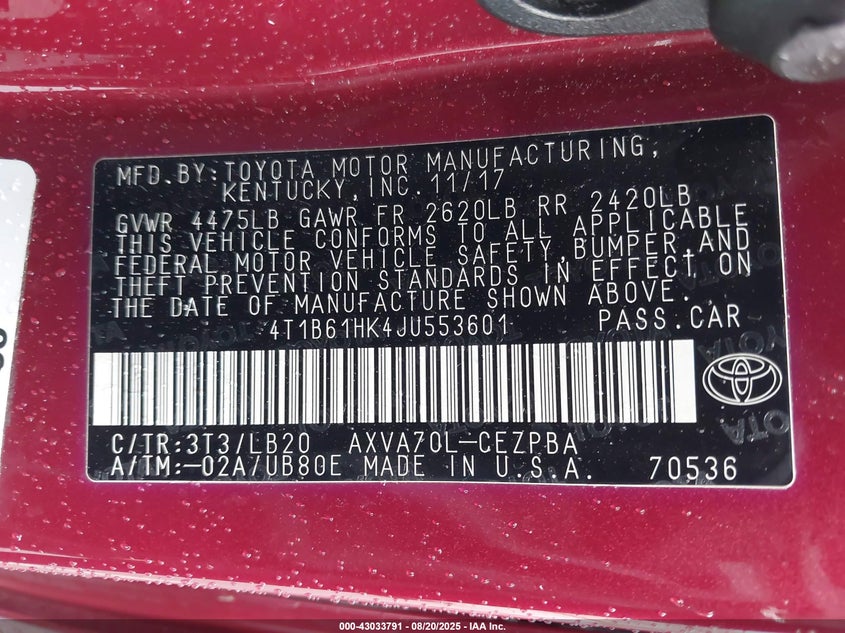 MFD.BY:TOYOTA MOTOR MANUFACTURING,
KENTUCKY,INC.11/17
GVWR 4475LB GAWR FR 2620LB RR 2420LB
THIS VEHICLE CONFORMS TO ALL APPLICABLE
FEDERAL MOTOR VEHICLE SAFETY,BUMPER,AND
THEFT PREVENTION STANDARDS IN EFFECT ON
THE DATE OF MANUFACTURE SHOWN ABOVE.
4T1B61HK4JU553601 PASS.CAR
C/TR:3T3/LB20 AXVA70L-CEZPBA
A/TM:-02A/UB80E MADE IN U.S.A. 70536
000-43033791 - 08/20/2025 - IAA Inc.